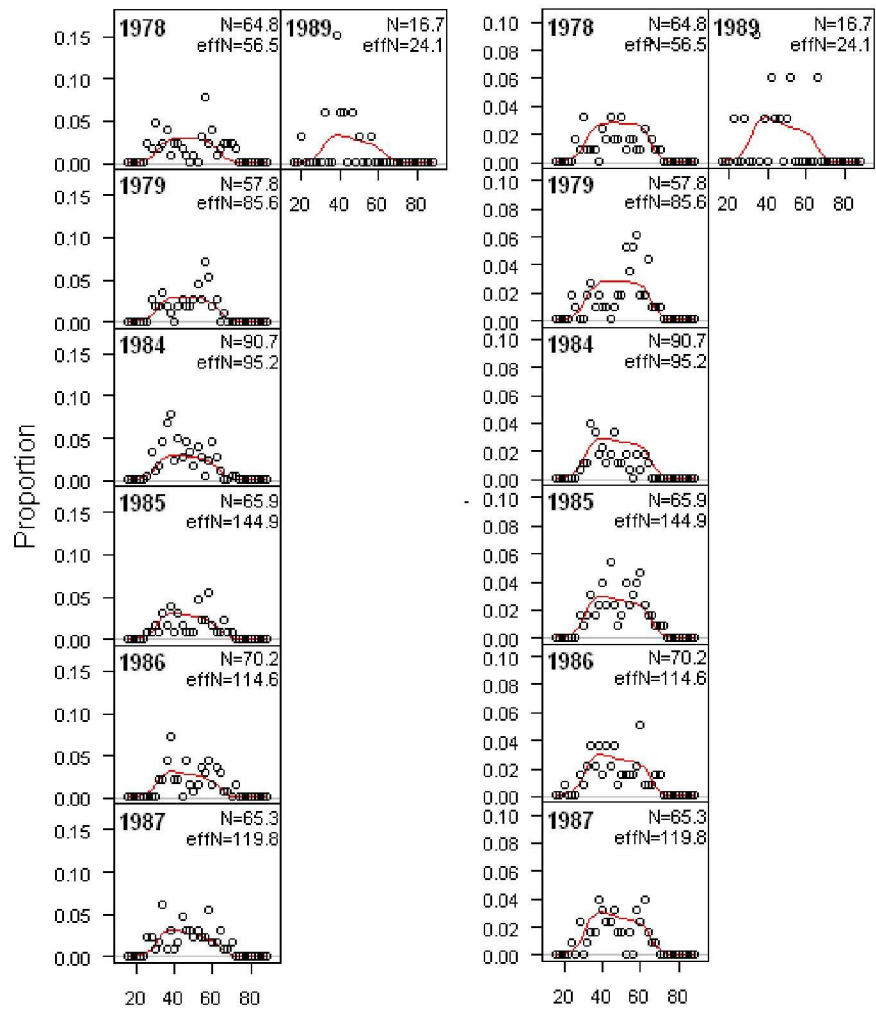 Proportion
0.15
0.10
0.05
0.00
1978
N=64.8
effN=56.5
1989
N=16.7
effN=24.1
20 40 60 80
0.15
0.10
0.05
0.00
1979
N=57.8
effN=85.6
0.15
0.10
0.05
0.00
1984
N=90.7
effN=95.2
0.15
0.10
0.05
0.00
1985
N=65.9
effN=144.9
0.15
0.10
0.05
0.00
1986
N=70.2
effN=114.6
0.15
0.10
0.05
0.00
1987
N=65.3
effN=119.8
20 40 60 80
0.10
0.08
0.06
0.04
0.02
0.00
1978
N=64.8
effN=56.5
1989
N=16.7
effN=24.1
20 40 60 80
0.10
0.08
0.06
0.04
0.02
0.00
1979
N=57.8
effN=85.6
0.10
0.08
0.06
0.04
0.02
0.00
1984
N=90.7
effN=95.2
0.10
0.08
0.06
0.04
0.02
0.00
1985
N=65.9
effN=144.9
0.10
0.08
0.06
0.04
0.02
0.00
1986
N=70.2
effN=114.6
0.10
0.08
0.06
0.04
0.02
0.00
1987
N=65.3
effN=119.8
20 40 60 80